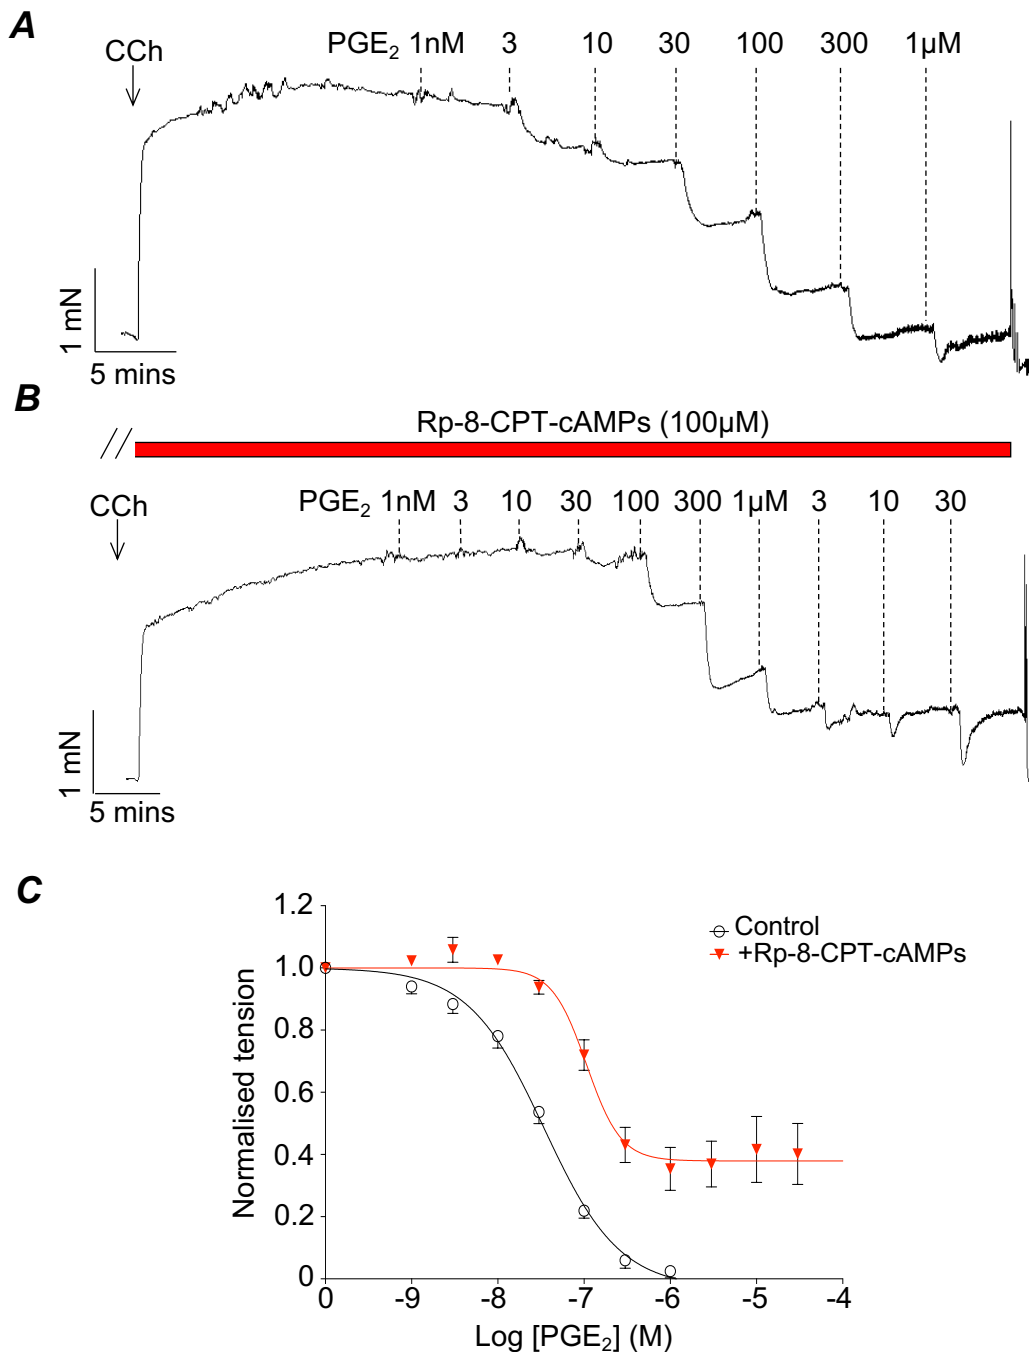 A
CCh
PGE₂ 1nM 3 10 30 100 300 1µM
1 mN
5 mins
B
Rp-8-CPT-cAMPs (100µM)
CCh
PGE₂ 1nM 3 10 30 100 300 1µM 3 10 30
1 mN
5 mins
C
Control
+Rp-8-CPT-cAMPs
Normalised tension
1.2
1.0
0.8
0.6
0.4
0.2
0
0 -9 -8 -7 -6 -5 -4
Log [PGE₂] (M)